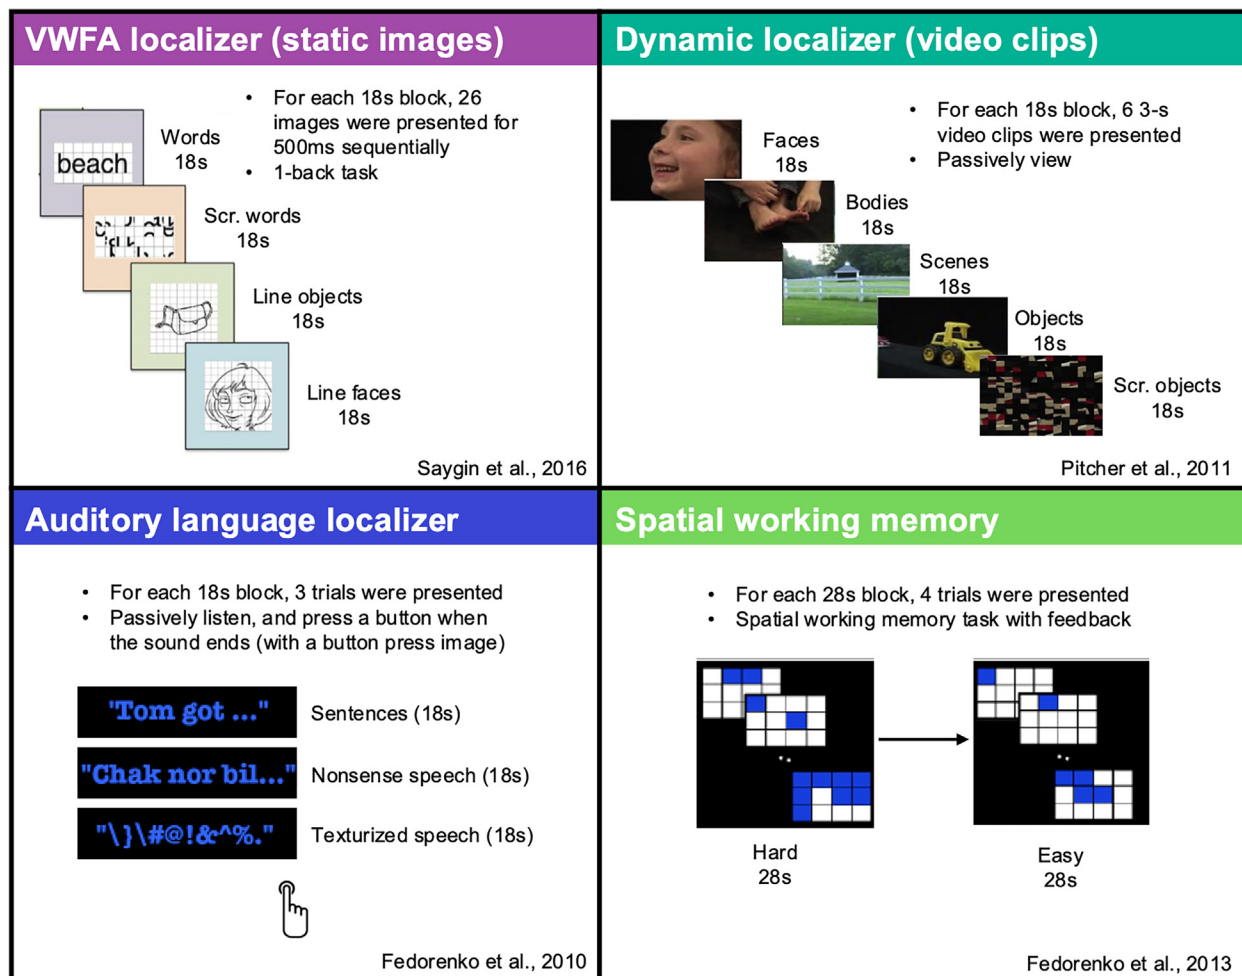 VWFA localizer (static images)
• For each 18s block, 26
images were presented for
500ms sequentially
• 1-back task
beach
Words
18s
Scr. words
18s
Line objects
18s
Line faces
18s
Saygin et al., 2016
Dynamic localizer (video clips)
• For each 18s block, 6 3-s
video clips were presented
• Passively view
Faces
18s
Bodies
18s
Scenes
18s
Objects
18s
Scr. objects
18s
Pitcher et al., 2011
Auditory language localizer
• For each 18s block, 3 trials were presented
• Passively listen, and press a button when
the sound ends (with a button press image)
"Tom got ..."
Sentences (18s)
"Chak nor bil..."
Nonsense speech (18s)
"\}\#@!&^%."
Texturized speech (18s)
Fedorenko et al., 2010
Spatial working memory
• For each 28s block, 4 trials were presented
• Spatial working memory task with feedback
Hard
28s
Easy
28s
Fedorenko et al., 2013